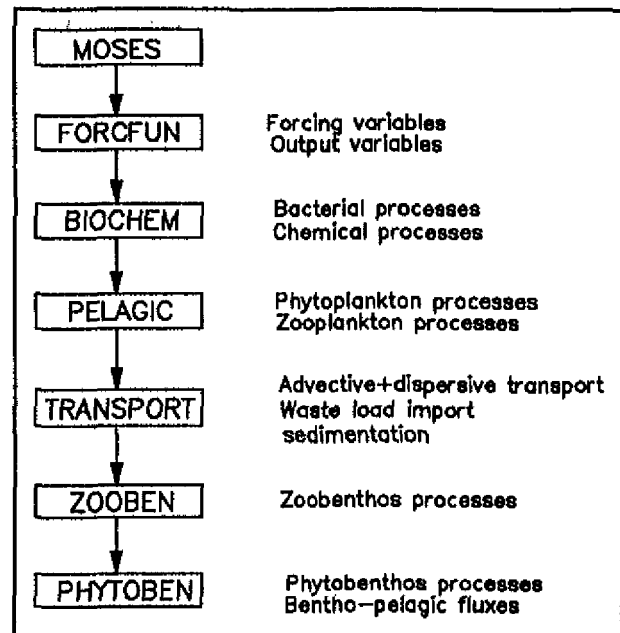 MOSES
FORCFUN
Forcing variables
Output variables
BIOCHEM
Bacterial processes
Chemical processes
PELAGIC
Phytoplankton processes
Zooplankton processes
TRANSPORT
Advective+dispersive transport
Waste load import
sedimentation
ZOOBEN
Zoobenthos processes
PHYTOBEN
Phytobenthos processes
Bentho-pelagic fluxes